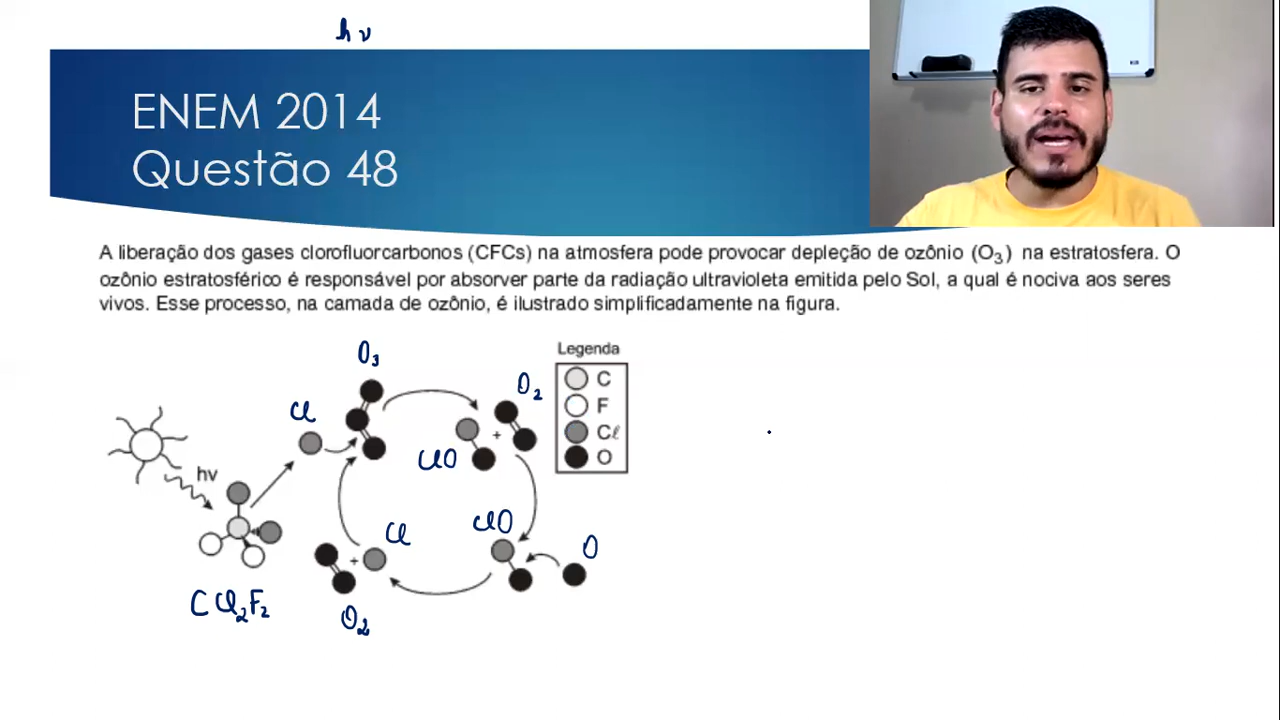 hν
ENEM 2014
Questão 48
A liberação dos gases clorofluorcarbonos (CFCs) na atmosfera pode provocar depleção de ozônio (O₃) na estratosfera. O
ozônio estratosférico é responsável por absorver parte da radiação ultravioleta emitida pelo Sol, a qual é nociva aos seres
vivos. Esse processo, na camada de ozônio, é ilustrado simplificadamente na figura.
O₃
Legenda
C
F
Cℓ
O
O₂
Cl
+
ClO
hν
ClO
O
Cl
+
CCl₂F₂
O₂